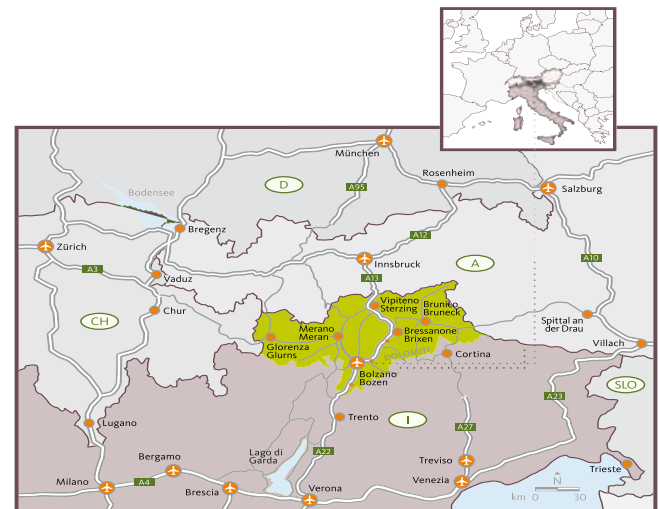 München
Rosenheim
Salzburg
D
A95
Bodensee
Bregenz
Zürich
A12
A
A10
Innsbruck
A3
A13
Vaduz
Chur
CH
Vipiteno
Sterzing
Brunico
Bruneck
Spittal an
der Drau
Merano
Meran
Bressanone
Brixen
Glorenza
Glurns
DOLOMITI
Cortina
Villach
Bolzano
Bozen
SLO
A23
Lugano
Trento
I
A27
A22
Lago di
Garda
Bergamo
Treviso
Trieste
Milano
A4
Brescia
Verona
Venezia
N
km 0 30